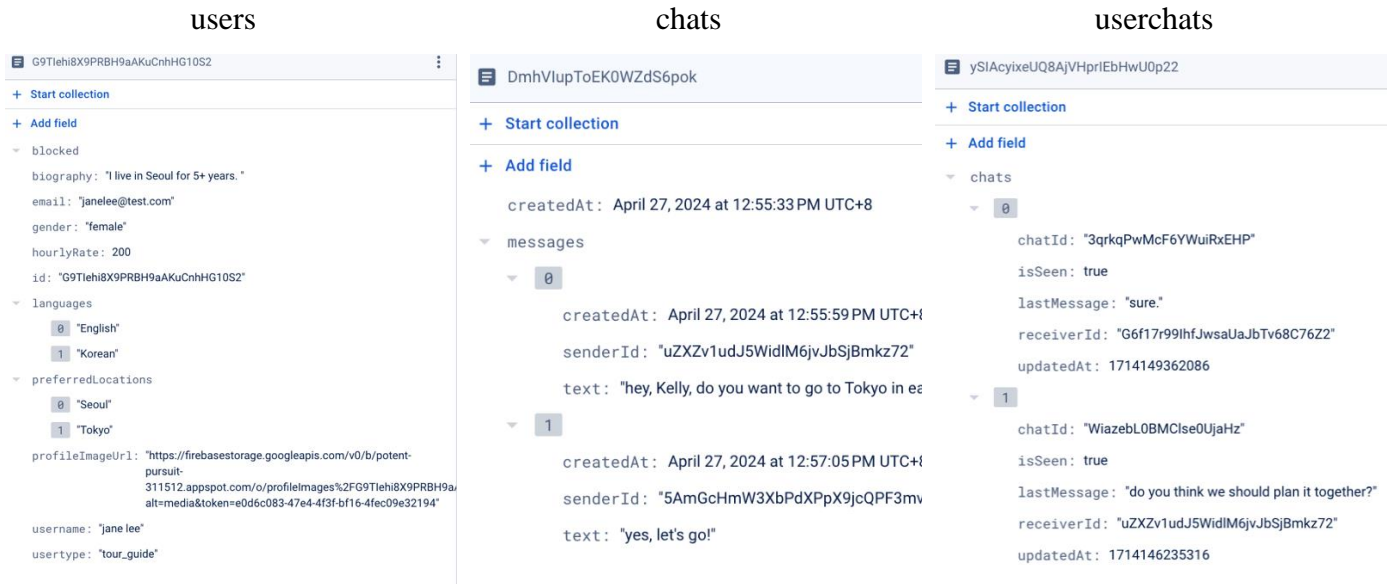 users
G9TIehi8X9PRBH9aAKuCnhHG10S2
+ Start collection
+ Add field
blocked
biography: "I live in Seoul for 5+ years. "
email: "janelee@test.com"
gender: "female"
hourlyRate: 200
id: "G9TIehi8X9PRBH9aAKuCnhHG10S2"
languages
0 "English"
1 "Korean"
preferredLocations
0 "Seoul"
1 "Tokyo"
profileImageUrl: "https://firebasestorage.googleapis.com/v0/b/potent-
pursuit-
311512.appspot.com/o/profileImages%2FG9TIehi8X9PRBH9a
alt=media&token=e0d6c083-47e4-4f3f-bf16-4fec09e32194"
username: "jane lee"
usertype: "tour_guide"
chats
DmhVIupToEK0WZdS6pok
+ Start collection
+ Add field
createdAt: April 27, 2024 at 12:55:33 PM UTC+8
messages
0
createdAt: April 27, 2024 at 12:55:59 PM UTC+8
senderId: "uZXZv1udJ5WidlM6jvJbSjBmkz72"
text: "hey, Kelly, do you want to go to Tokyo in ea
1
createdAt: April 27, 2024 at 12:57:05 PM UTC+8
senderId: "5AmGcHmW3XbPdXPpX9jcQPF3mv
text: "yes, let's go!"
userchats
ySIAcyixeUQ8AjVHprIEbHwU0p22
+ Start collection
+ Add field
chats
0
chatId: "3qrkqPwMcF6YWuiRxEHP"
isSeen: true
lastMessage: "sure."
receiverId: "G6f17r99IhfJwsaUaJbTv68C76Z2"
updatedAt: 1714149362086
1
chatId: "WiazebL0BMClse0UjaHz"
isSeen: true
lastMessage: "do you think we should plan it together?"
receiverId: "uZXZv1udJ5WidlM6jvJbSjBmkz72"
updatedAt: 1714146235316